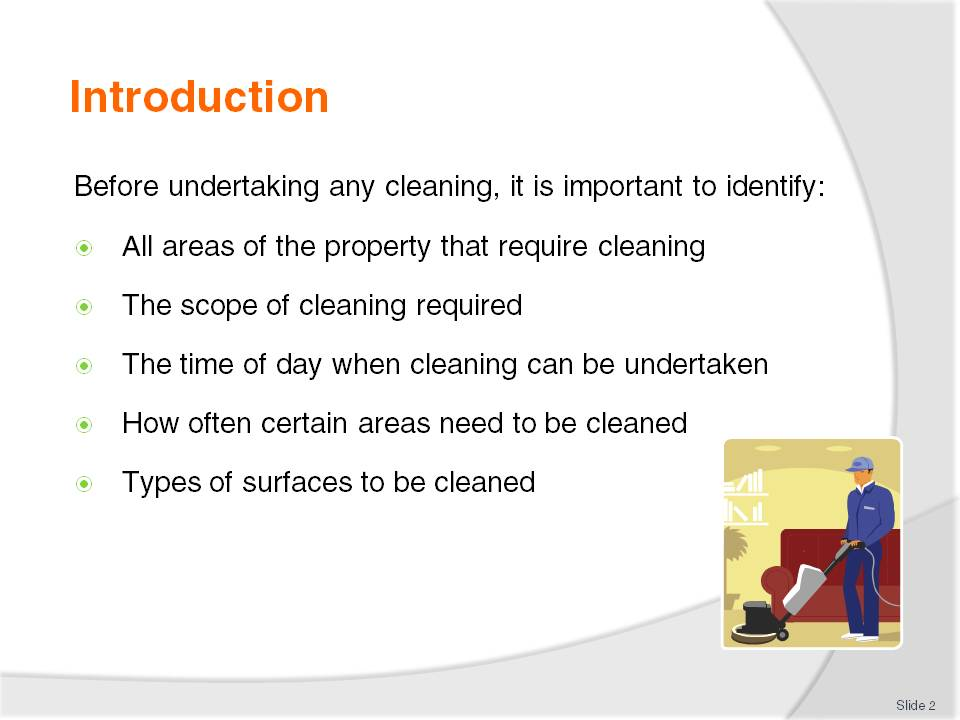 Introduction
Before undertaking any cleaning, it is important to identify:
All areas of the property that require cleaning
The scope of cleaning required
The time of day when cleaning can be undertaken
How often certain areas need to be cleaned
Types of surfaces to be cleaned
Slide 2